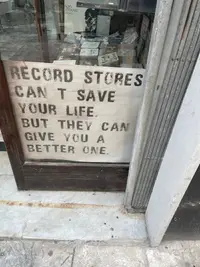 RECORD STORES
CAN T SAVE
YOUR LIFE.
BUT THEY CAN
GIVE YOU A
BETTER ONE.